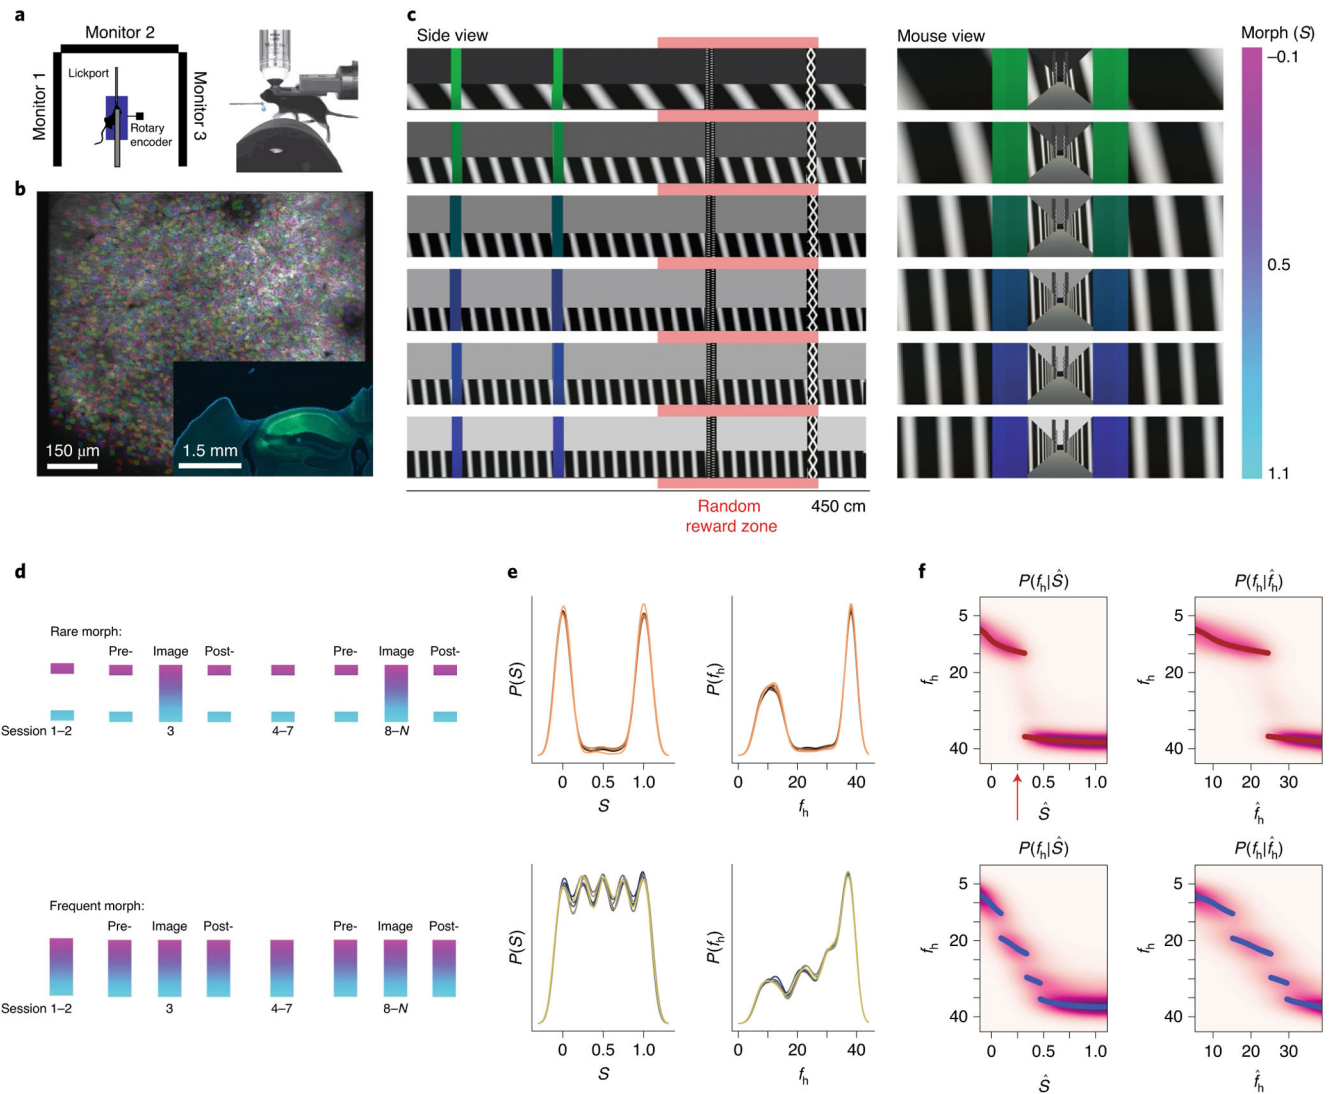 a
Monitor 2
Monitor 1
Lickport
Rotary
encoder
Monitor 3
b
150 μm
1.5 mm
c
Side view
Mouse view
Morph (S)
–0.1
0.5
1.1
Random
reward zone
450 cm
d
Rare morph:
Pre- Image Post- Pre- Image Post-
Session 1–2 3 4–7 8–N
Frequent morph:
Pre- Image Post- Pre- Image Post-
Session 1–2 3 4–7 8–N
e
P(S)
0 0.5 1.0
S
P(fh)
0 20 40
fh
P(S)
0 0.5 1.0
S
P(fh)
0 20 40
fh
f
P(fh|Ŝ)
fh
5
20
40
0 0.5 1.0
Ŝ
P(fh|f̂h)
fh
5
20
40
10 20 30
f̂h
P(fh|Ŝ)
fh
5
20
40
0 0.5 1.0
Ŝ
P(fh|f̂h)
fh
5
20
40
10 20 30
f̂h